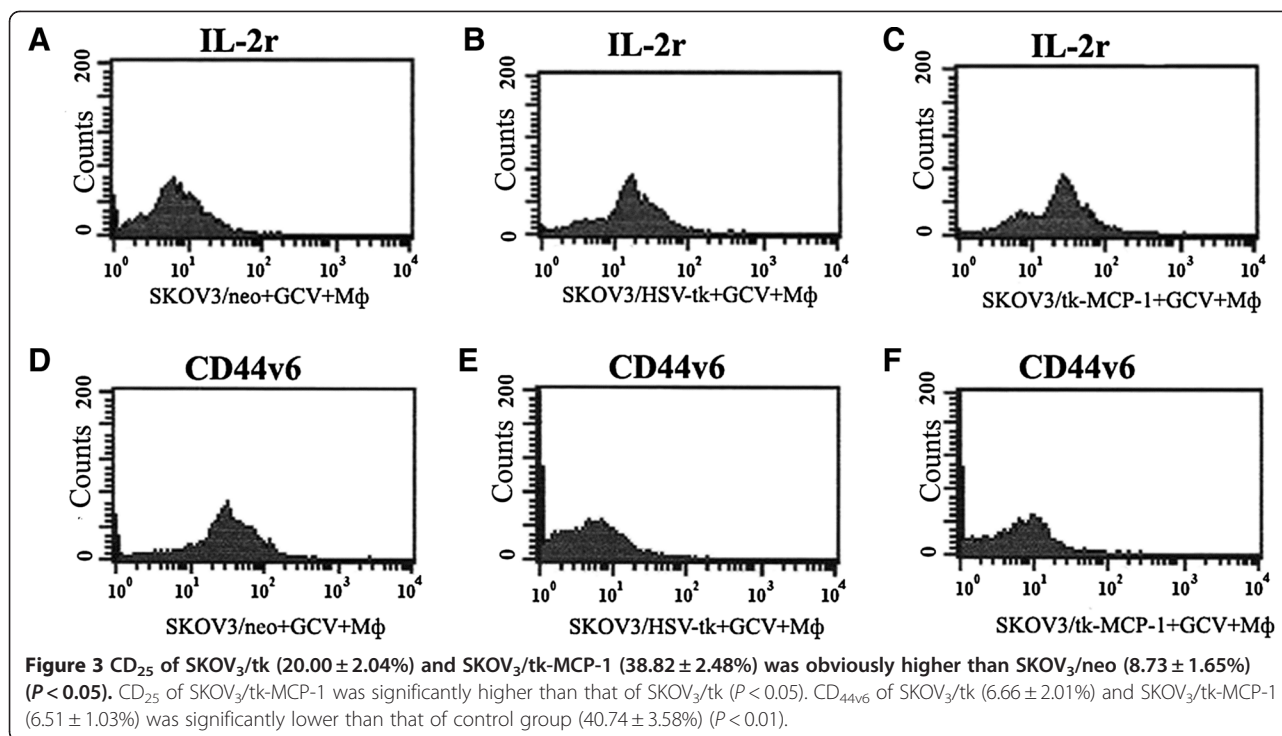 A
IL-2r
200
Counts
0
10⁰ 10¹ 10² 10³ 10⁴
SKOV3/neo+GCV+Mφ
B
IL-2r
200
Counts
0
10⁰ 10¹ 10² 10³ 10⁴
SKOV3/HSV-tk+GCV+Mφ
C
IL-2r
200
Counts
0
10⁰ 10¹ 10² 10³ 10⁴
SKOV3/tk-MCP-1+GCV+Mφ
D
CD44v6
200
Counts
0
10⁰ 10¹ 10² 10³ 10⁴
SKOV3/neo+GCV+Mφ
E
CD44v6
200
Counts
0
10⁰ 10¹ 10² 10³ 10⁴
SKOV3/HSV-tk+GCV+Mφ
F
CD44v6
200
Counts
0
10⁰ 10¹ 10² 10³ 10⁴
SKOV3/tk-MCP-1+GCV+Mφ
Figure 3 CD₂₅ of SKOV₃/tk (20.00 ± 2.04%) and SKOV₃/tk-MCP-1 (38.82 ± 2.48%) was obviously higher than SKOV₃/neo (8.73 ± 1.65%)
(P < 0.05). CD₂₅ of SKOV₃/tk-MCP-1 was significantly higher than that of SKOV₃/tk (P < 0.05). CD₄₄ᵥ₆ of SKOV₃/tk (6.66 ± 2.01%) and SKOV₃/tk-MCP-1
(6.51 ± 1.03%) was significantly lower than that of control group (40.74 ± 3.58%) (P < 0.01).